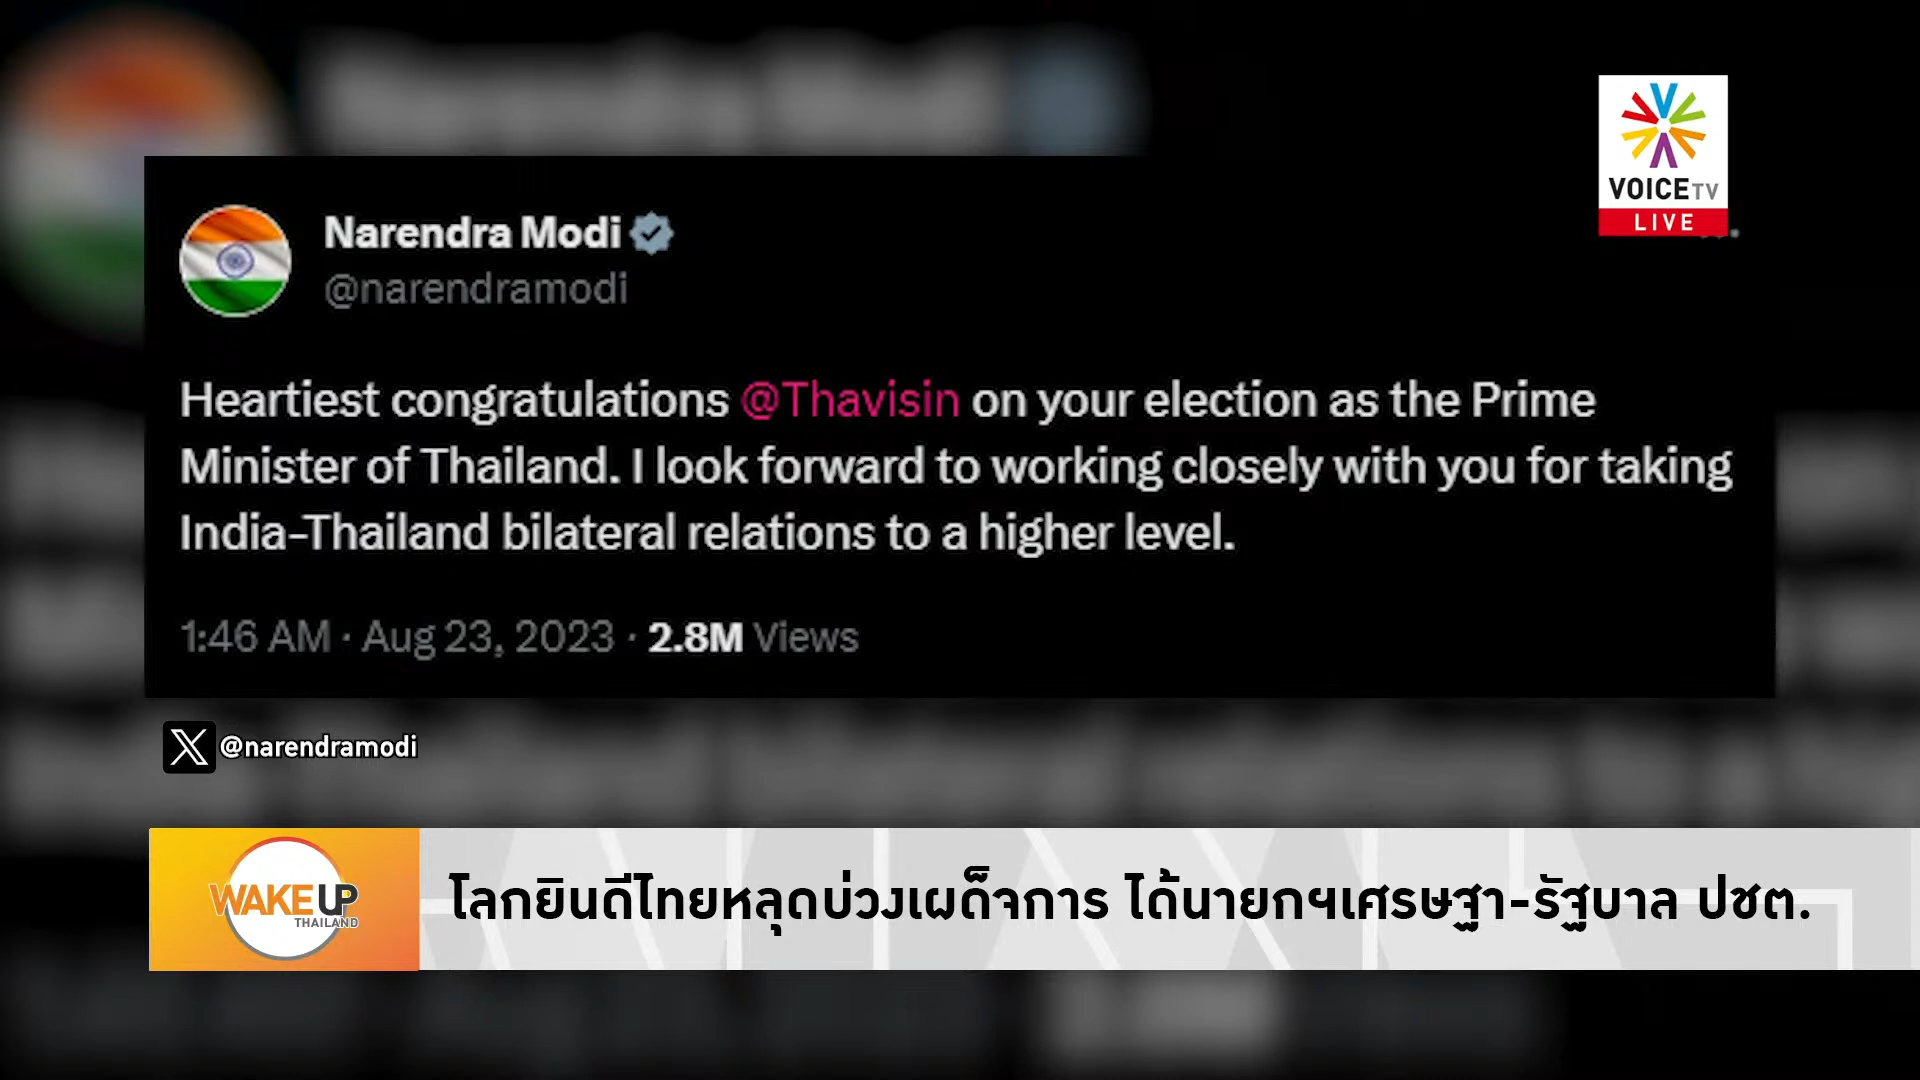 VOICE TV
LIVE
Narendra Modi
@narendramodi
Heartiest congratulations @Thavisin on your election as the Prime
Minister of Thailand. I look forward to working closely with you for taking
India-Thailand bilateral relations to a higher level.
1:46 AM · Aug 23, 2023 · 2.8M Views
@narendramodi
WAKE UP
THAILAND
โลกยินดีไทยหลุดบ่วงเผด็จการ ได้นายกฯเศรษฐา-รัฐบาล ปชต.